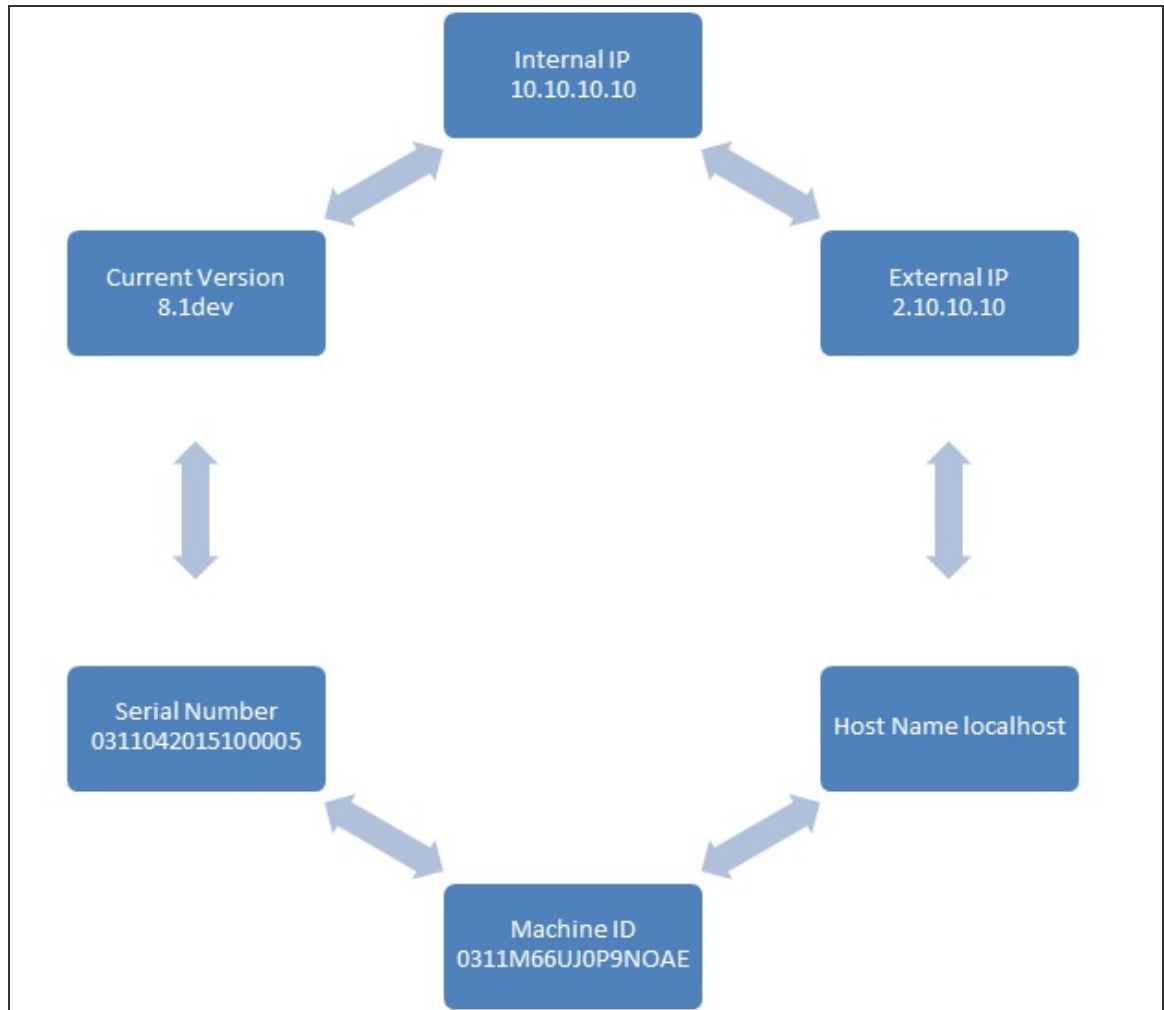 Internal IP
10.10.10.10
Current Version
8.1dev
External IP
2.10.10.10
Serial Number
0311042015100005
Host Name localhost
Machine ID
0311M66UJ0P9NOAE